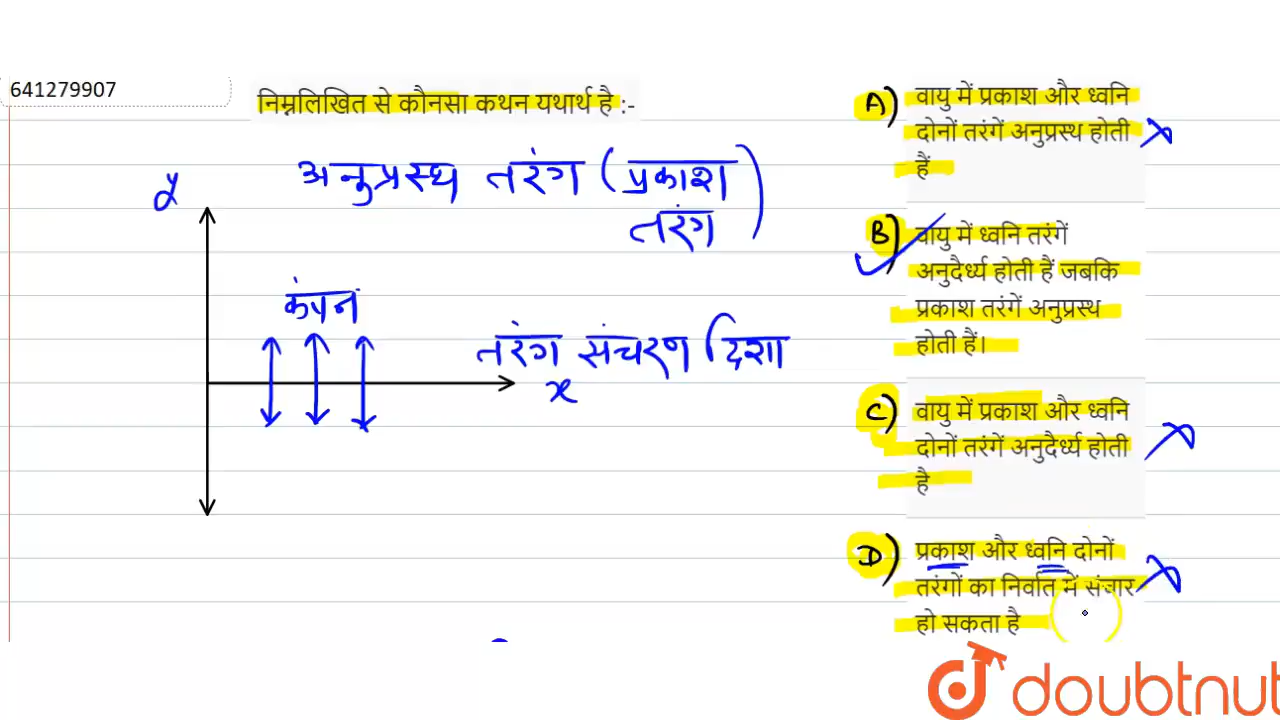 641279907
निम्नलिखित से कौनसा कथन यथार्थ है :-
अनुप्रस्थ तरंग (प्रकाश
तरंग)
y
कंपन
तरंग संचरण दिशा
x
A) वायु में प्रकाश और ध्वनि
दोनों तरंगें अनुप्रस्थ होती
हैं
B) वायु में ध्वनि तरंगें
अनुदैर्ध्य होती हैं जबकि
प्रकाश तरंगें अनुप्रस्थ
होती हैं।
C) वायु में प्रकाश और ध्वनि
दोनों तरंगें अनुदैर्ध्य होती
है
D) प्रकाश और ध्वनि दोनों
तरंगों का निर्वात में संचार
हो सकता है
doubtnut